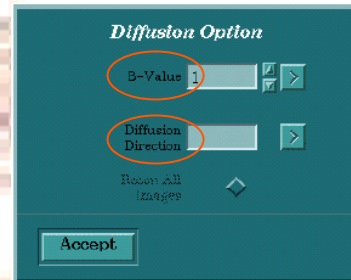 Diffusion Option
B-Value 1
Diffusion
Direction
Recon All
Images
Accept